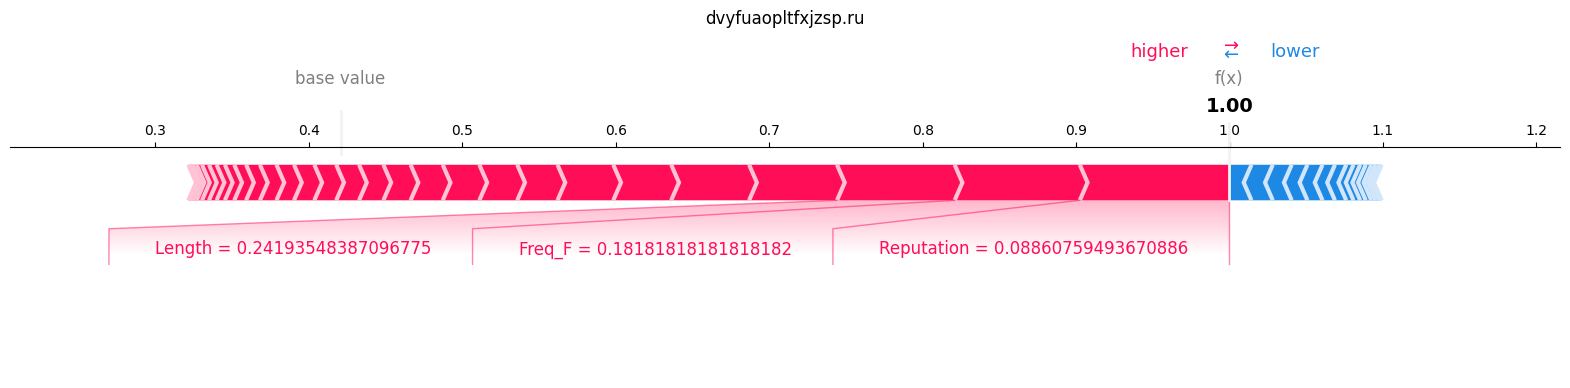 dvyfuaopltfxjzsp.ru
higher ⇄ lower
base value
f(x)
1.00
0.3 0.4 0.5 0.6 0.7 0.8 0.9 1.0 1.1 1.2
Length = 0.24193548387096775 Freq_F = 0.18181818181818182 Reputation = 0.08860759493670886